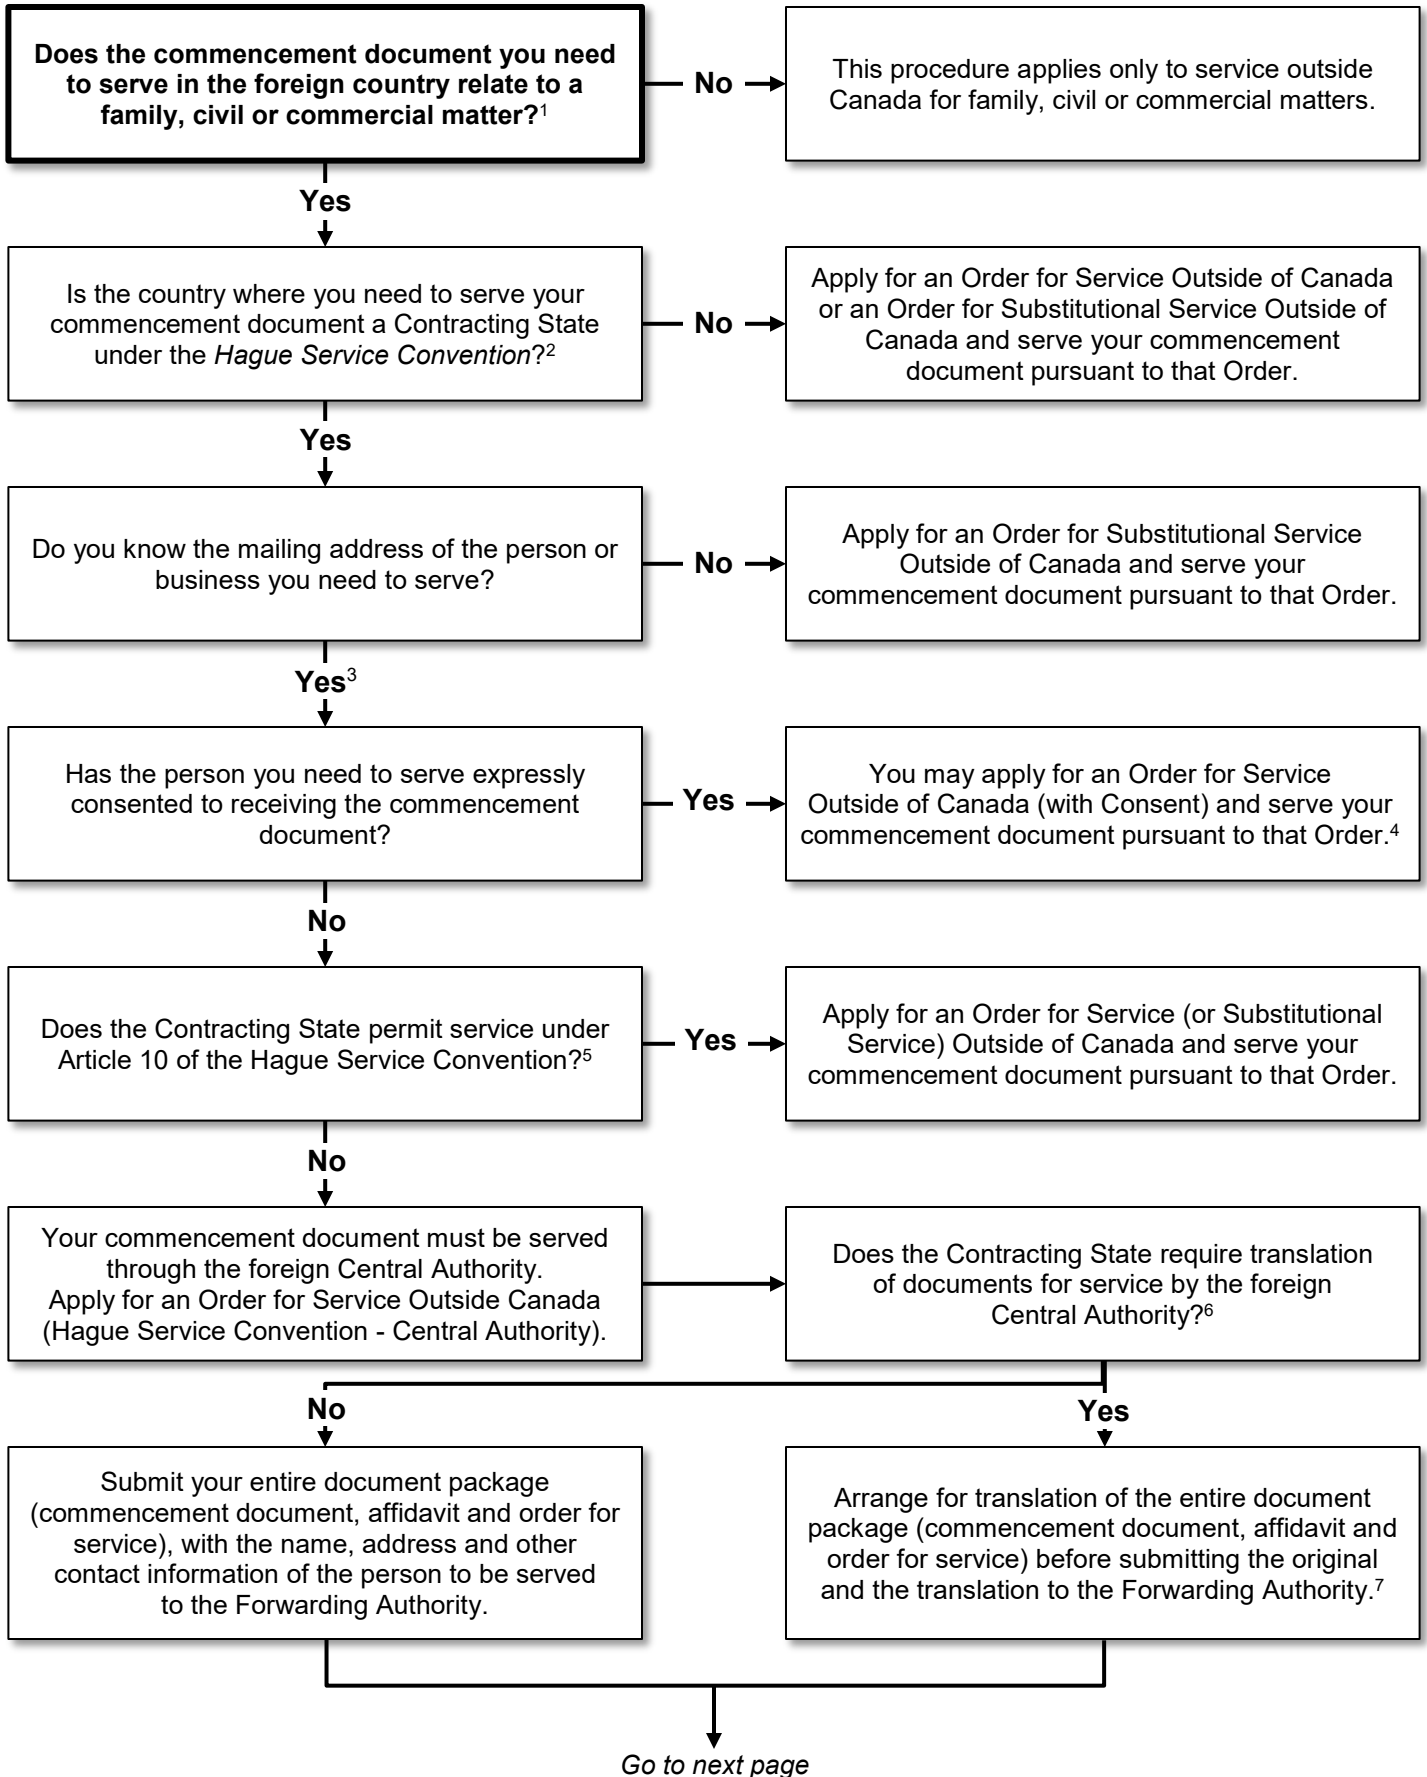 Does the commencement document you need
to serve in the foreign country relate to a
family, civil or commercial matter?1
No
This procedure applies only to service outside
Canada for family, civil or commercial matters.
Yes
Is the country where you need to serve your
commencement document a Contracting State
under the Hague Service Convention?2
No
Apply for an Order for Service Outside of Canada
or an Order for Substitutional Service Outside of
Canada and serve your commencement
document pursuant to that Order.
Yes
Do you know the mailing address of the person or
business you need to serve?
No
Apply for an Order for Substitutional Service
Outside of Canada and serve your
commencement document pursuant to that Order.
Yes3
Has the person you need to serve expressly
consented to receiving the commencement
document?
Yes
You may apply for an Order for Service
Outside of Canada (with Consent) and serve your
commencement document pursuant to that Order.4
No
Does the Contracting State permit service under
Article 10 of the Hague Service Convention?5
Yes
Apply for an Order for Service (or Substitutional
Service) Outside of Canada and serve your
commencement document pursuant to that Order.
No
Your commencement document must be served
through the foreign Central Authority.
Apply for an Order for Service Outside Canada
(Hague Service Convention - Central Authority).
Does the Contracting State require translation
of documents for service by the foreign
Central Authority?6
No
Yes
Submit your entire document package
(commencement document, affidavit and order for
service), with the name, address and other
contact information of the person to be served
to the Forwarding Authority.
Arrange for translation of the entire document
package (commencement document, affidavit and
order for service) before submitting the original
and the translation to the Forwarding Authority.7
Go to next page